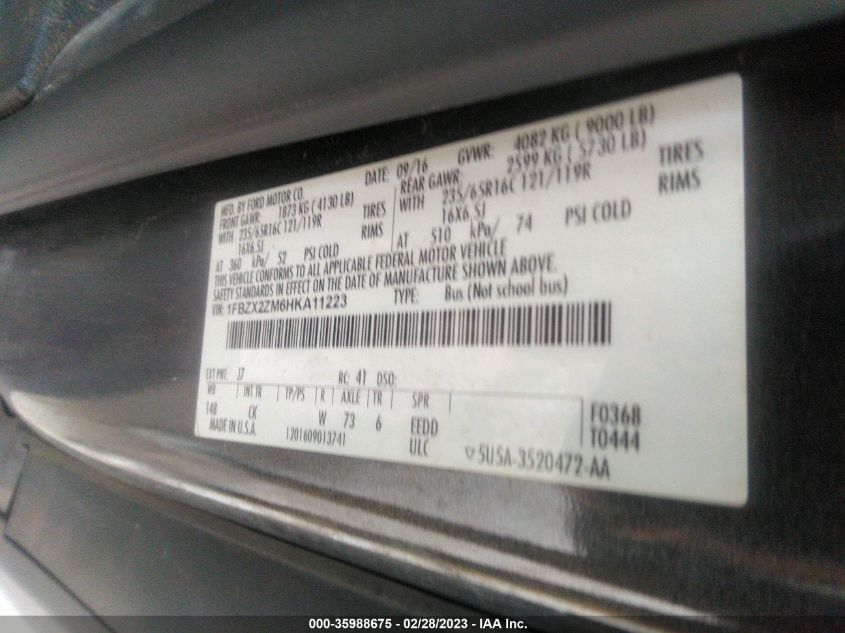 MFD. BY FORD MOTOR CO.
DATE: 09/16 GVWR: 4082 KG ( 9000 LB)
FRONT GAWR: 1873 KG ( 4130 LB)
REAR GAWR: 2599 KG ( 5730 LB)
WITH 235/65R16C 121/119R TIRES
WITH 235/65R16C 121/119R TIRES
16X6.5J RIMS
16X6.5J RIMS
AT 360 kPa/ 52 PSI COLD
AT 510 kPa/ 74 PSI COLD
THIS VEHICLE CONFORMS TO ALL APPLICABLE FEDERAL MOTOR VEHICLE
SAFETY STANDARDS IN EFFECT ON THE DATE OF MANUFACTURE SHOWN ABOVE.
VIN: 1FBZX2ZM6HKA11223 TYPE: Bus (Not school bus)
EXT PNT: J7 RC: 41 DSO:
WB INT TR TP/PS R AXLE TR SPR
148 CK W 73 6 EEDD F0368
MADE IN U.S.A. 1201609013741 ULC T0444
5U5A-3520472-AA
000-35988675 - 02/28/2023 - IAA Inc.